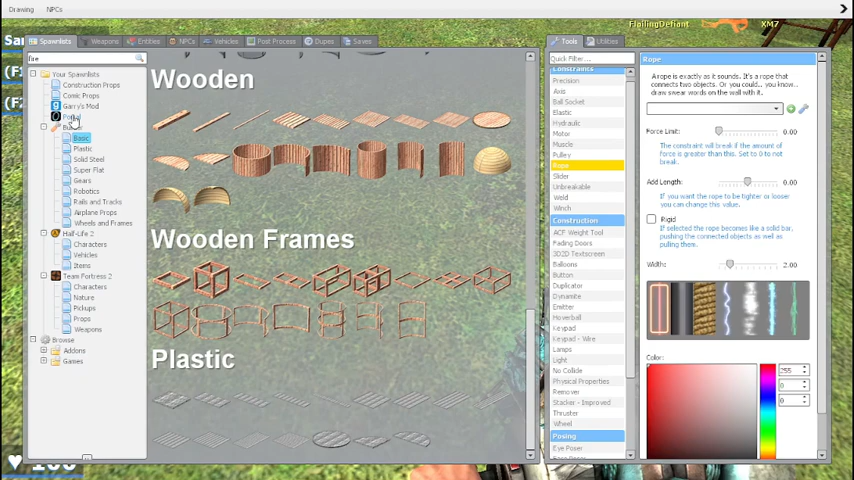 Drawing NPCs
FlailingDefiant XM7
Spawnlists Weapons Entities NPCs Vehicles Post Process Dupes Saves
Tools Utilities
fae
Your Spawnlists
Construction Props
Comic Props
Garry's Mod
Basic
Plastic
Solid Steel
Super Flat
Gears
Robotics
Rails and Tracks
Airplane Props
Wheels and Frames
Half-Life 2
Characters
Vehicles
Items
Team Fortress 2
Characters
Nature
Pickups
Props
Weapons
Browse
Addons
Games
Wooden
Wooden Frames
Plastic
Quick Filter...
Constraints
Precision
Axis
Ball Socket
Elastic
Hydraulic
Motor
Muscle
Pulley
Rope
Slider
Unbreakable
Weld
Winch
Construction
ACF Weight Tool
Fading Doors
3D2D Textscreen
Balloons
Button
Duplicator
Dynamite
Emitter
Hoverball
Keypad
Keypad - Wire
Lamps
Light
No Collide
Physical Properties
Remover
Stacker - Improved
Thruster
Wheel
Posing
Eye Poser
Rope
A rope is exactly as it sounds. It's a rope that
connects two objects. Or you could.. you know..
draw swear words on the wall with it.
Force Limit: 0.00
The constraint will break if the amount of
force is greater than this. Set to 0 to not
break.
Add Length: 0.00
If you want the rope to be tighter or looser
you can change this value.
Rigid
If selected the rope becomes like a solid bar,
pushing the connected objects as well as
pulling them.
Width: 2.00
Color:
255
0
0
(F
(F2
100